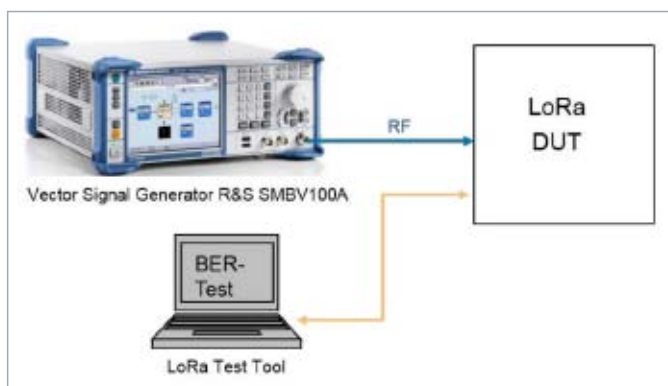 LoRa
DUT
RF
Vector Signal Generator R&S SMBV100A
BER-
Test
LoRa Test Tool